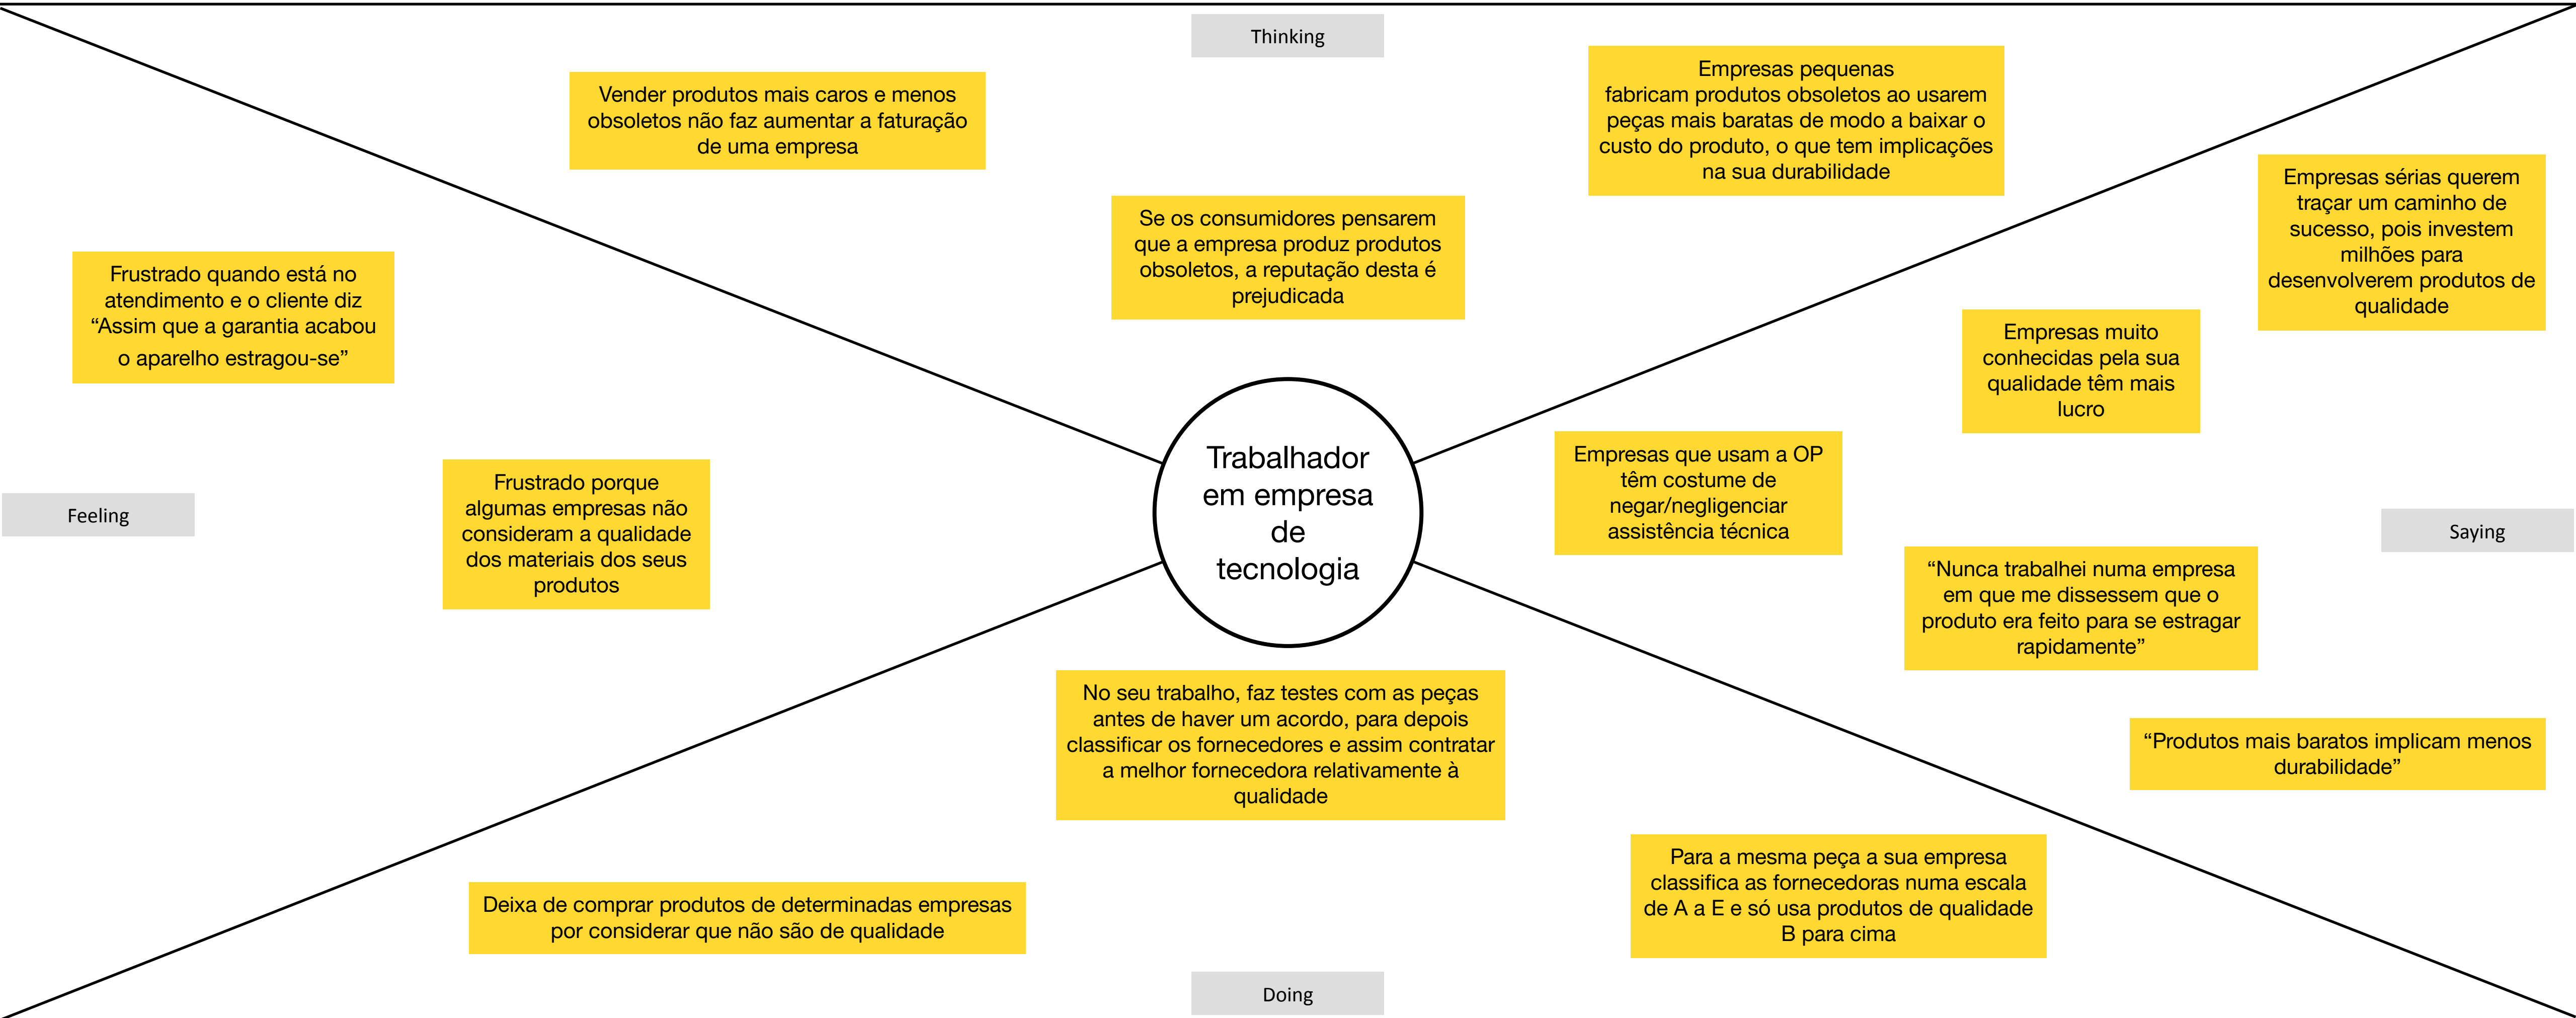 Thinking
Vender produtos mais caros e menos
obsoletos não faz aumentar a faturação
de uma empresa
Empresas pequenas
fabricam produtos obsoletos ao usarem
peças mais baratas de modo a baixar o
custo do produto, o que tem implicações
na sua durabilidade
Se os consumidores pensarem
que a empresa produz produtos
obsoletos, a reputação desta é
prejudicada
Frustrado quando está no
atendimento e o cliente diz
“Assim que a garantia acabou
o aparelho estragou-se”
Frustrado porque
algumas empresas não
consideram a qualidade
dos materiais dos seus
produtos
Feeling
Trabalhador
em empresa
de
tecnologia
Empresas sérias querem
traçar um caminho de
sucesso, pois investem
milhões para
desenvolverem produtos de
qualidade
Empresas muito
conhecidas pela sua
qualidade têm mais
lucro
Empresas que usam a OP
têm costume de
negar/negligenciar
assistência técnica
Saying
“Nunca trabalhei numa empresa
em que me dissessem que o
produto era feito para se estragar
rapidamente”
“Produtos mais baratos implicam menos
durabilidade”
No seu trabalho, faz testes com as peças
antes de haver um acordo, para depois
classificar os fornecedores e assim contratar
a melhor fornecedora relativamente à
qualidade
Para a mesma peça a sua empresa
classifica as fornecedoras numa escala
de A a E e só usa produtos de qualidade
B para cima
Deixa de comprar produtos de determinadas empresas
por considerar que não são de qualidade
Doing